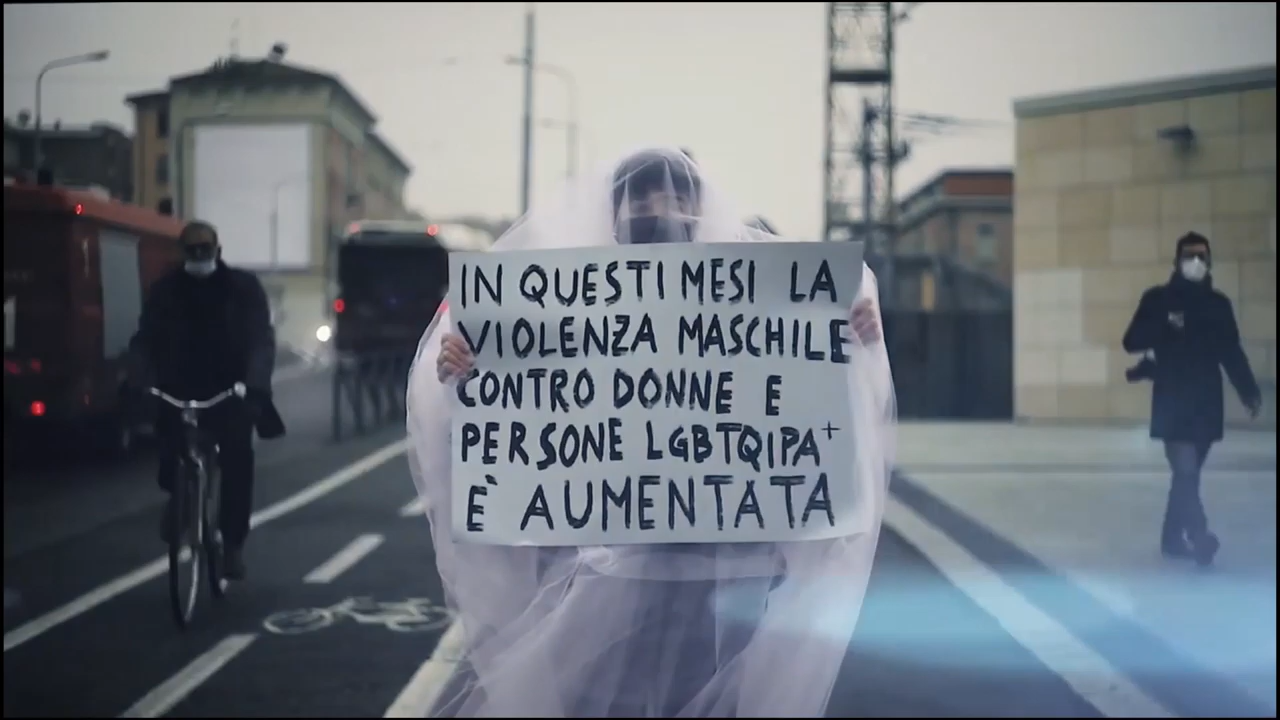 IN QUESTI MESI LA
VIOLENZA MASCHILE
CONTRO DONNE E
PERSONE LGBTQIPA+
È AUMENTATA